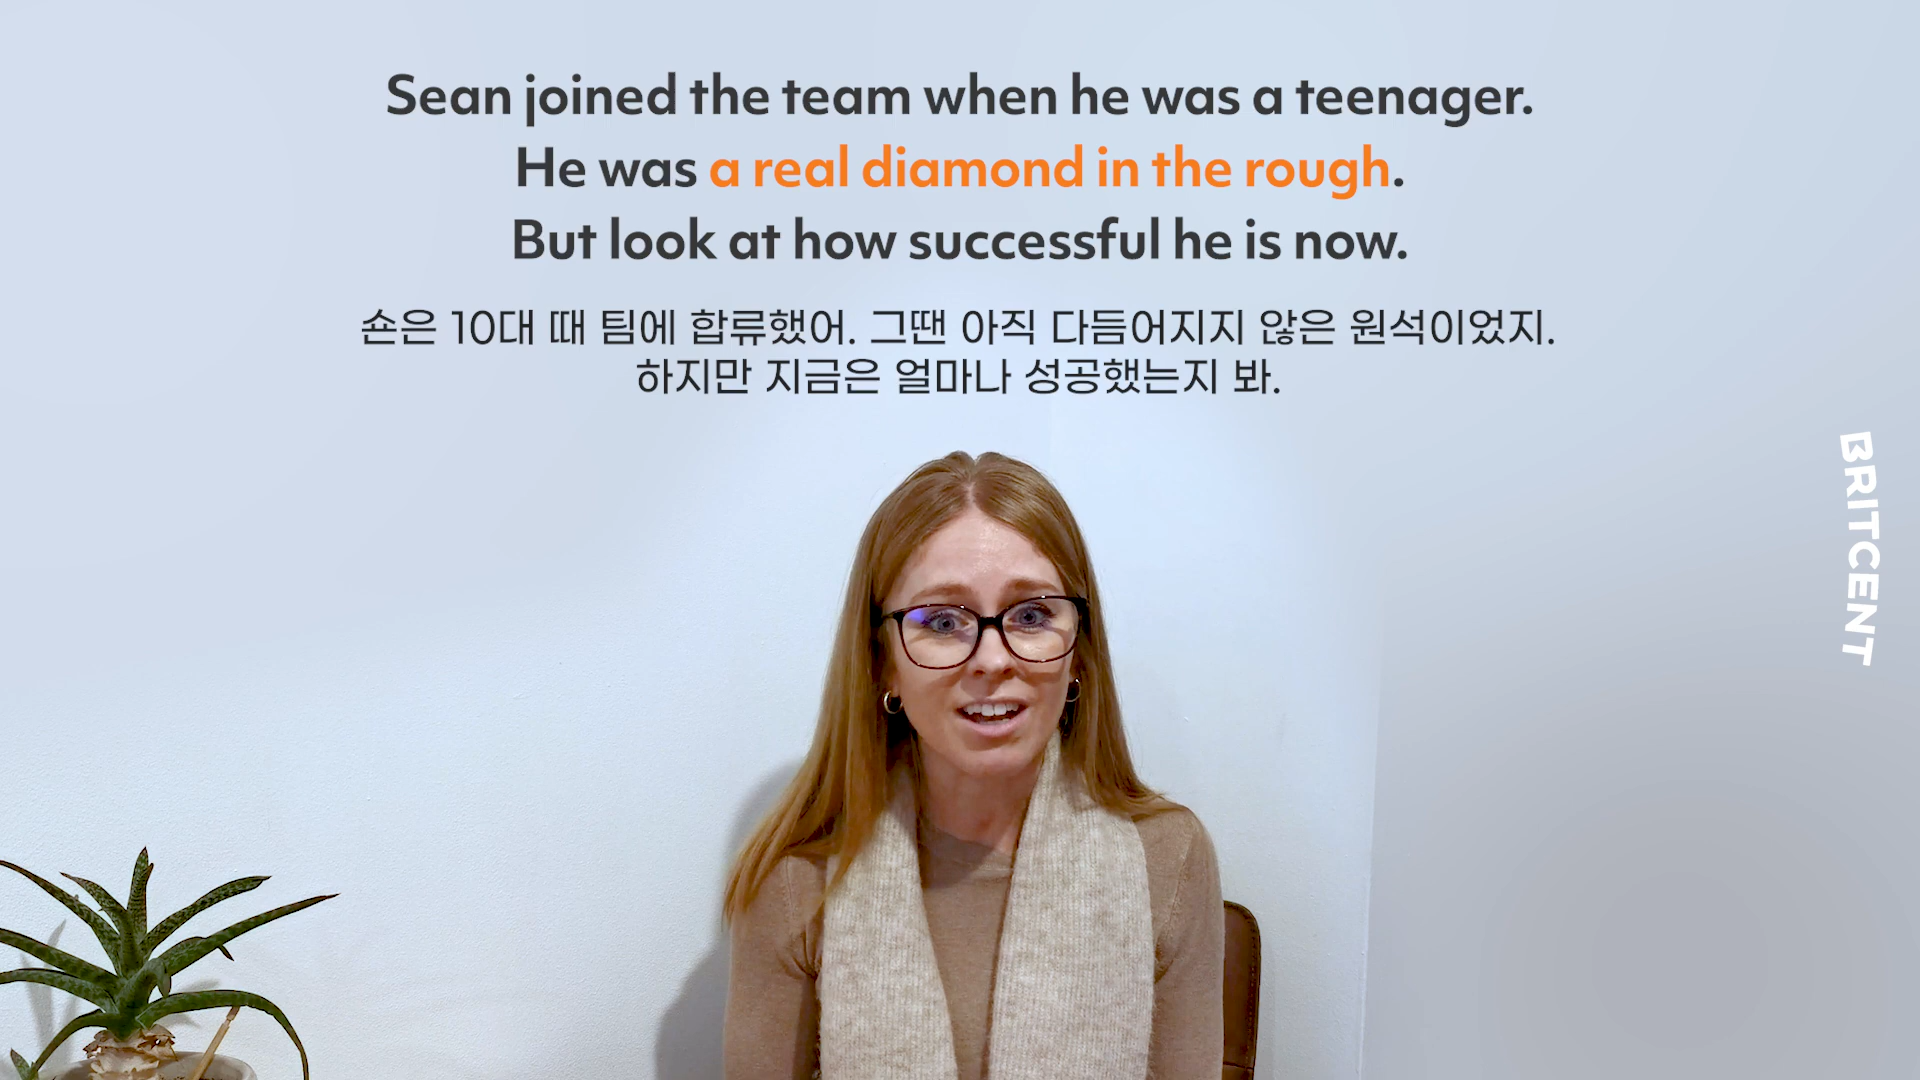 Sean joined the team when he was a teenager.
He was a real diamond in the rough.
But look at how successful he is now.
숀은 10대 때 팀에 합류했어. 그땐 아직 다듬어지지 않은 원석이었지.
하지만 지금은 얼마나 성공했는지 봐.
BRITCENT